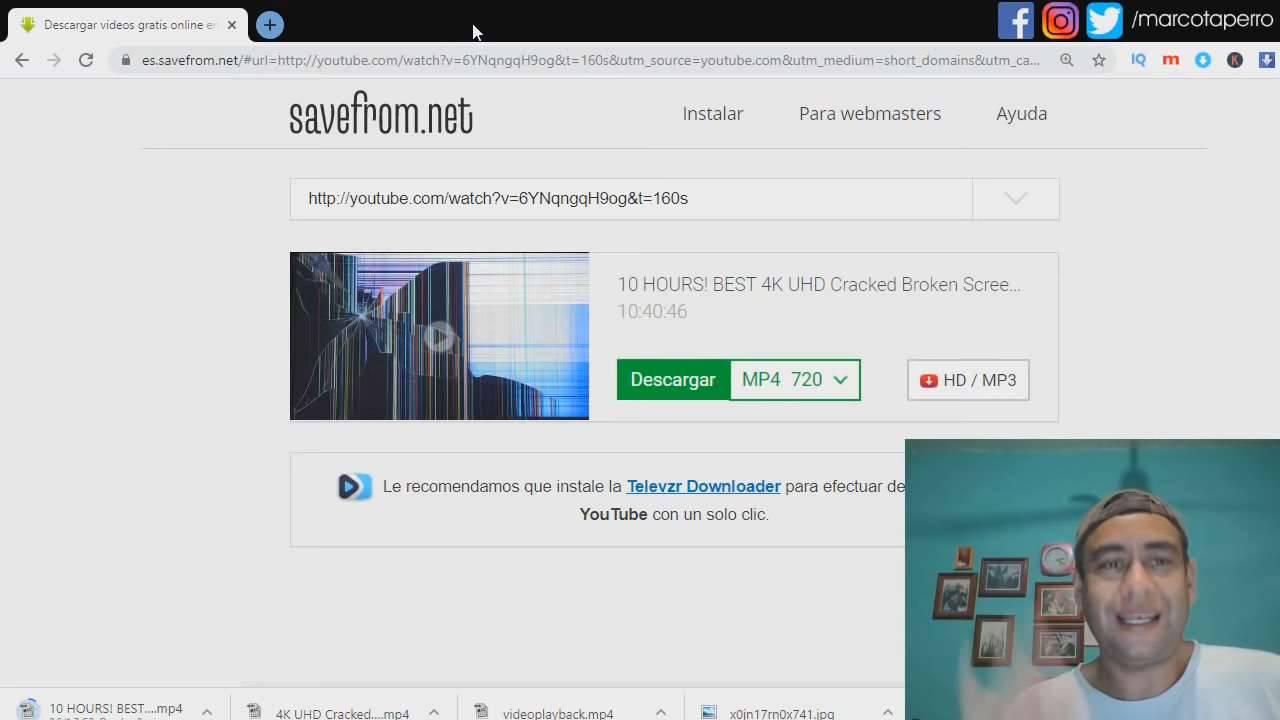 Descargar videos gratis online en
/marcotaperro
es.savefrom.net/#url=http://youtube.com/watch?v=6YNqngqH9og&t=160s&utm_source=youtube.com&utm_medium=short_domains&utm_ca...
IQ
m
K
savefrom.net
Instalar
Para webmasters
Ayuda
http://youtube.com/watch?v=6YNqngqH9og&t=160s
10 HOURS! BEST 4K UHD Cracked Broken Scree...
10:40:46
Descargar
MP4 720
HD / MP3
Le recomendamos que instale la Televzr Downloader para efectuar de
YouTube con un solo clic.
10 HOURS! BEST....mp4
4K UHD Cracked....mp4
videoplayback.mp4
x0jn17rn0x741.jpg